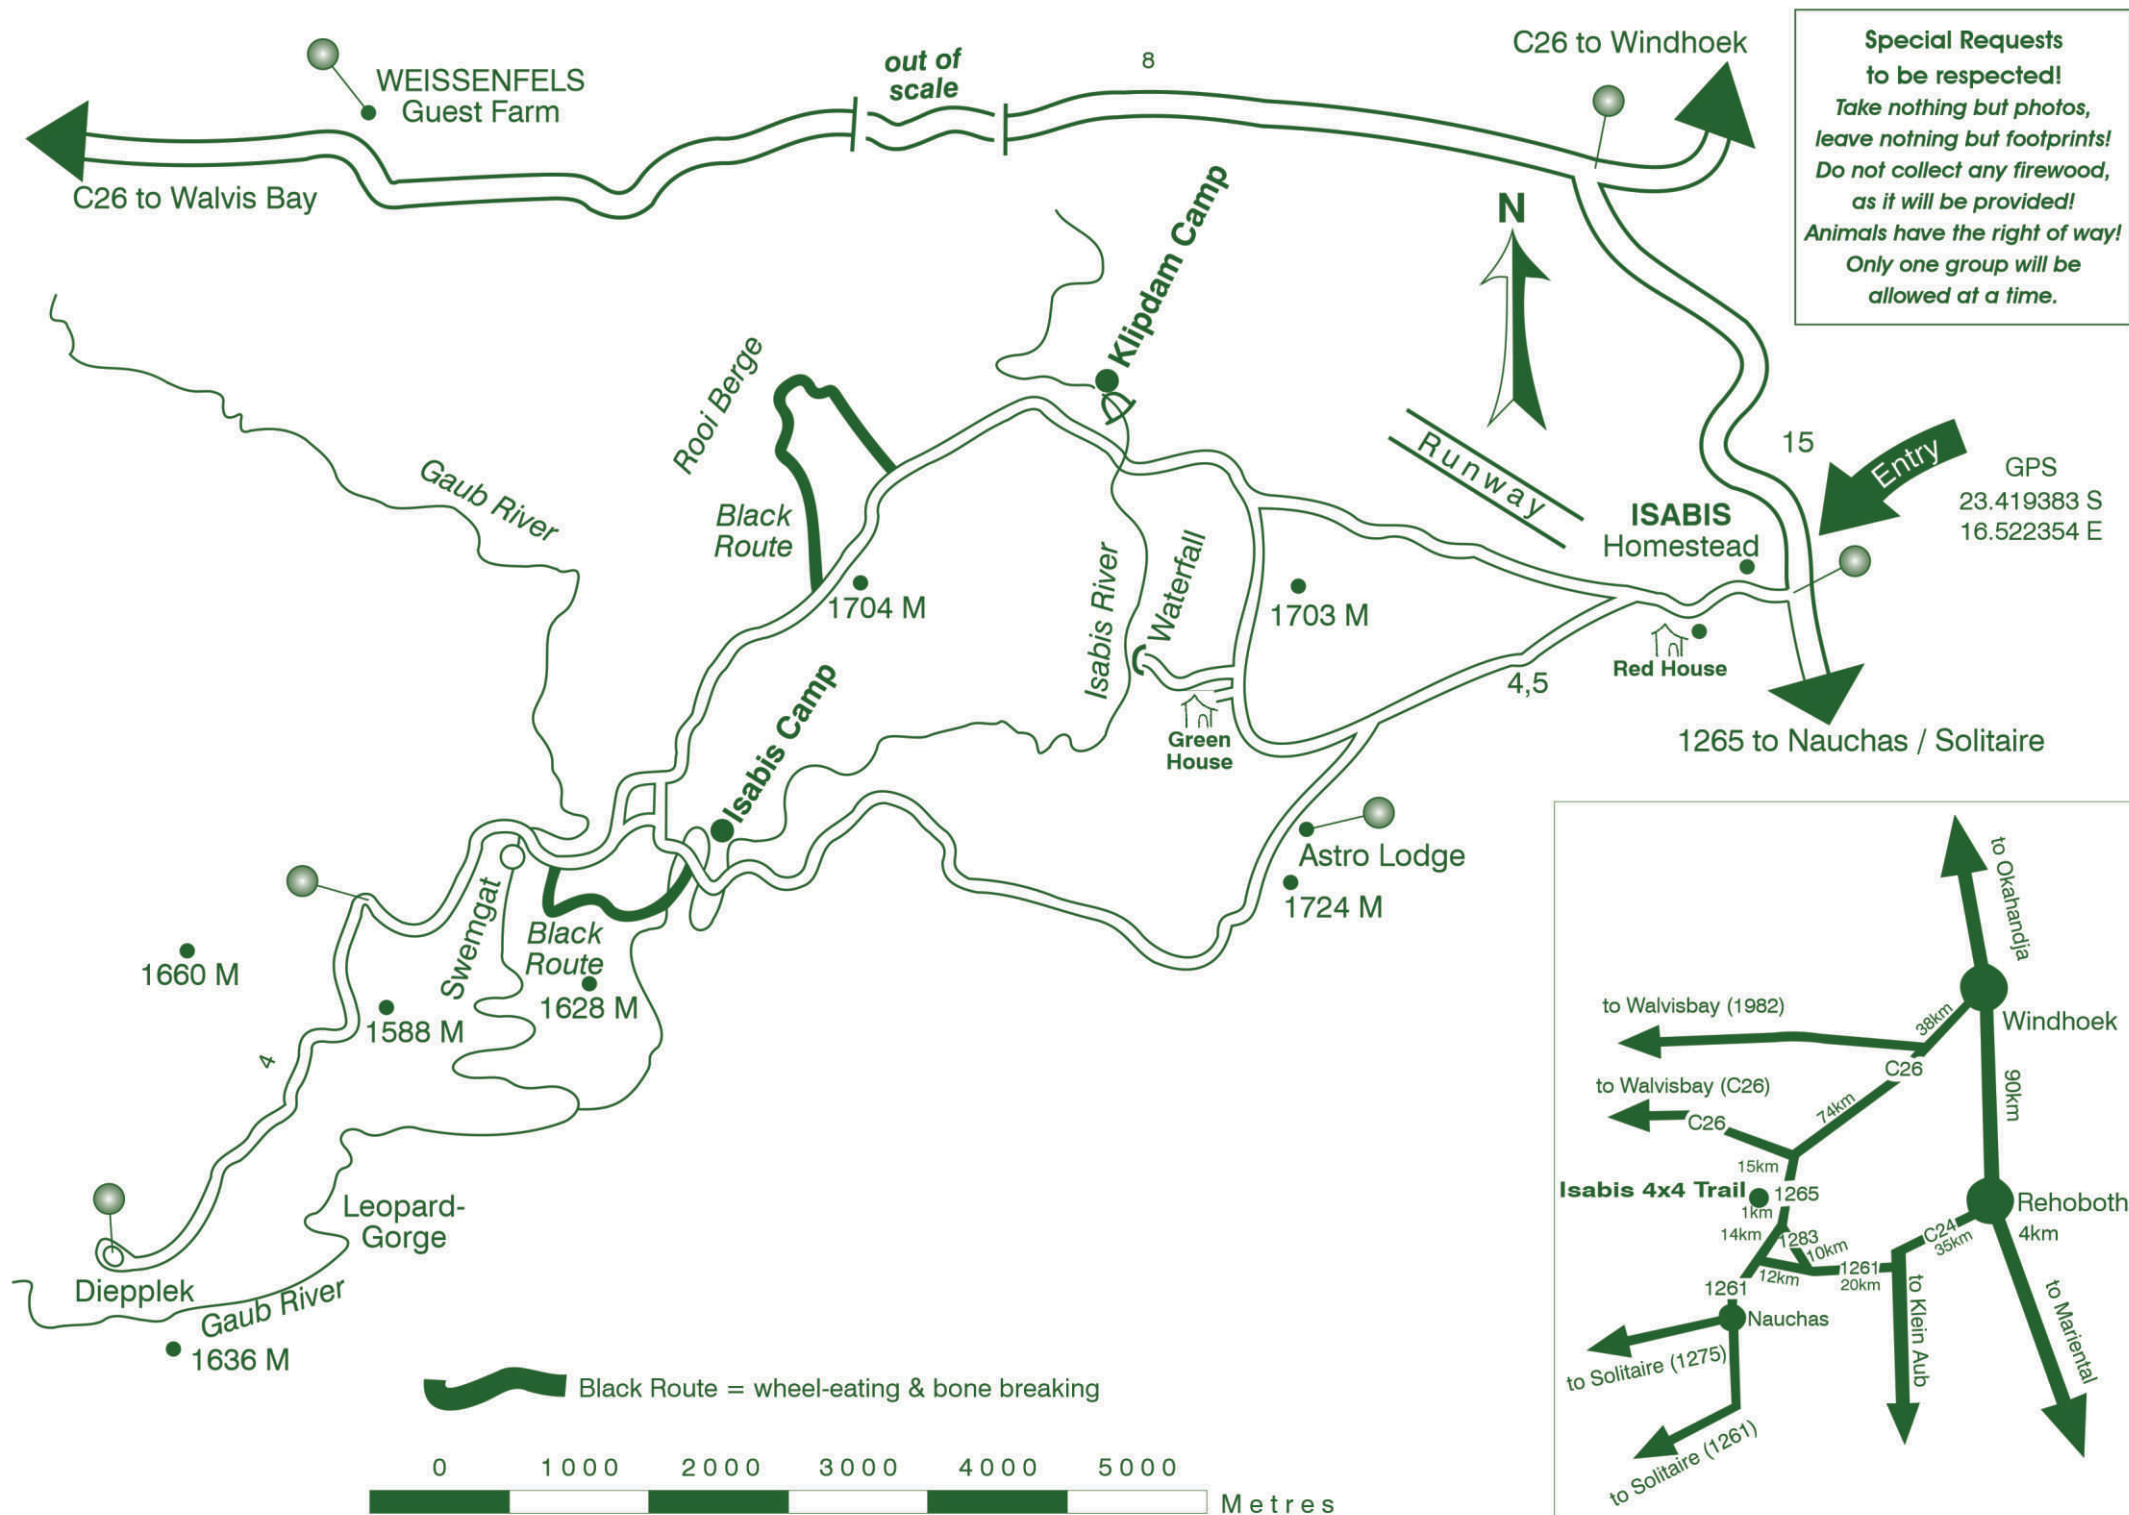 WEISSENFELS
Guest Farm
C26 to Walvis Bay
out of
scale
8
C26 to Windhoek
Special Requests
to be respected!
Take nothing but photos,
leave notning but footprints!
Do not collect any firewood,
as it will be provided!
Animals have the right of way!
Only one group will be
allowed at a time.
N
Klipdam Camp
Rooi Berge
Gaub River
Black
Route
1704 M
Runway
15
Entry
GPS
23.419383 S
16.522354 E
ISABIS
Homestead
Isabis River
Waterfall
1703 M
Red House
4,5
Green
House
1265 to Nauchas / Solitaire
Isabis Camp
Astro Lodge
1724 M
Swemgat
Black
Route
1628 M
1660 M
1588 M
4
Leopard-
Gorge
Diepplek
Gaub River
1636 M
Black Route = wheel-eating & bone breaking
0 1000 2000 3000 4000 5000
Metres
to Okahandja
Windhoek
to Walvisbay (1982)
38km
C26
to Walvisbay (C26)
74km
90km
C26
15km
Isabis 4x4 Trail
1265
1km
Rehoboth
4km
14km
1283
10km
C24
35km
12km
1261
20km
1261
Nauchas
to Klein Aub
to Mariental
to Solitaire (1275)
to Solitaire (1261)